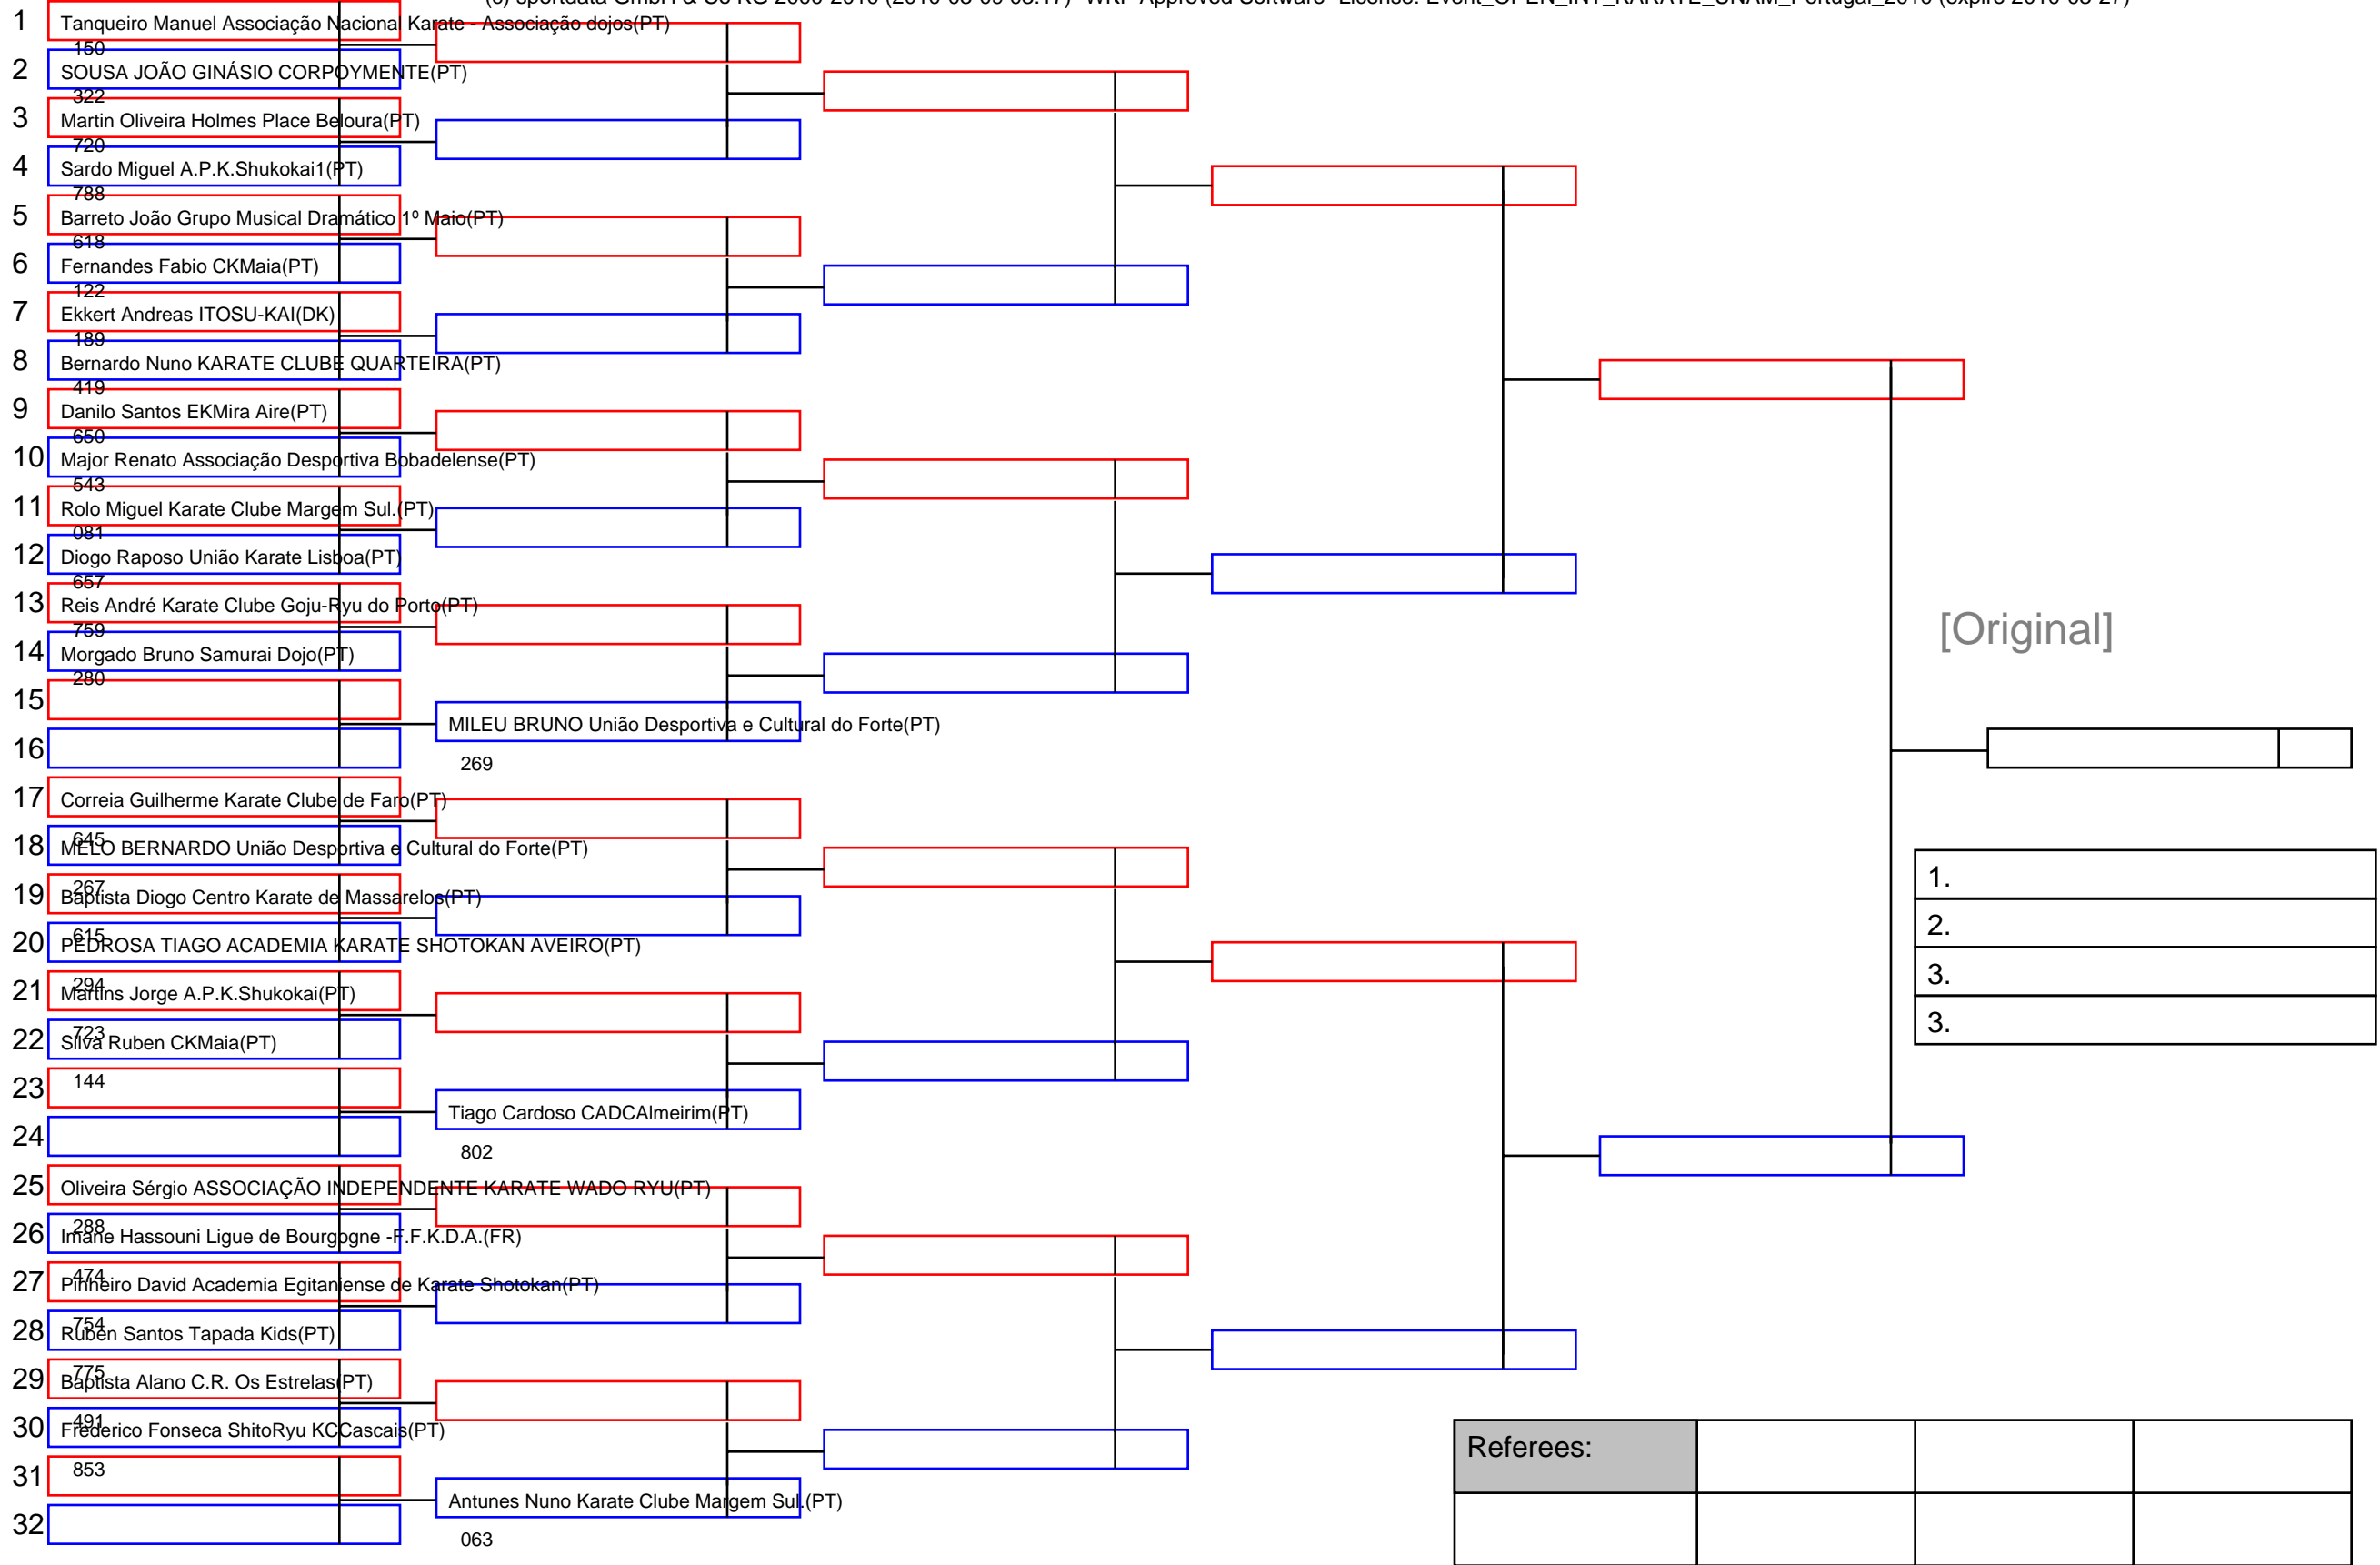 1 Tanqueiro Manuel Associação Nacional Karate - Associação dojos(PT)
150
2 SOUSA JOÃO GINÁSIO CORPOYMENTE(PT)
322
3 Martin Oliveira Holmes Place Beloura(PT)
720
4 Sardo Miguel A.P.K.Shukokai1(PT)
788
5 Barreto João Grupo Musical Dramático 1º Maio(PT)
618
6 Fernandes Fabio CKMaia(PT)
122
7 Ekkert Andreas ITOSU-KAI(DK)
189
8 Bernardo Nuno KARATE CLUBE QUARTEIRA(PT)
419
9 Danilo Santos EKMira Aire(PT)
650
10 Major Renato Associação Desportiva Bobadelense(PT)
543
11 Rolo Miguel Karate Clube Margem Sul.(PT)
081
12 Diogo Raposo União Karate Lisboa(PT)
657
13 Reis André Karate Clube Goju-Ryu do Porto(PT)
759
14 Morgado Bruno Samurai Dojo(PT)
280
15
MILEU BRUNO União Desportiva e Cultural do Forte(PT)
16
269
17 Correia Guilherme Karate Clube de Faro(PT)
645
18 MELO BERNARDO União Desportiva e Cultural do Forte(PT)
267
19 Baptista Diogo Centro Karate de Massarelos(PT)
615
20 PEDROSA TIAGO ACADEMIA KARATE SHOTOKAN AVEIRO(PT)
294
21 Martins Jorge A.P.K.Shukokai(PT)
723
22 Silva Ruben CKMaia(PT)
144
23
Tiago Cardoso CADCAlmeirim(PT)
24
802
25 Oliveira Sérgio ASSOCIAÇÃO INDEPENDENTE KARATE WADO RYU(PT)
288
26 Imane Hassouni Ligue de Bourgogne -F.F.K.D.A.(FR)
474
27 Pinheiro David Academia Egitaniense de Karate Shotokan(PT)
754
28 Ruben Santos Tapada Kids(PT)
775
29 Baptista Alano C.R. Os Estrelas(PT)
491
30 Frederico Fonseca ShitoRyu KCCascais(PT)
853
31
Antunes Nuno Karate Clube Margem Sul.(PT)
32
063
[Original]
1.
2.
3.
3.
Referees: